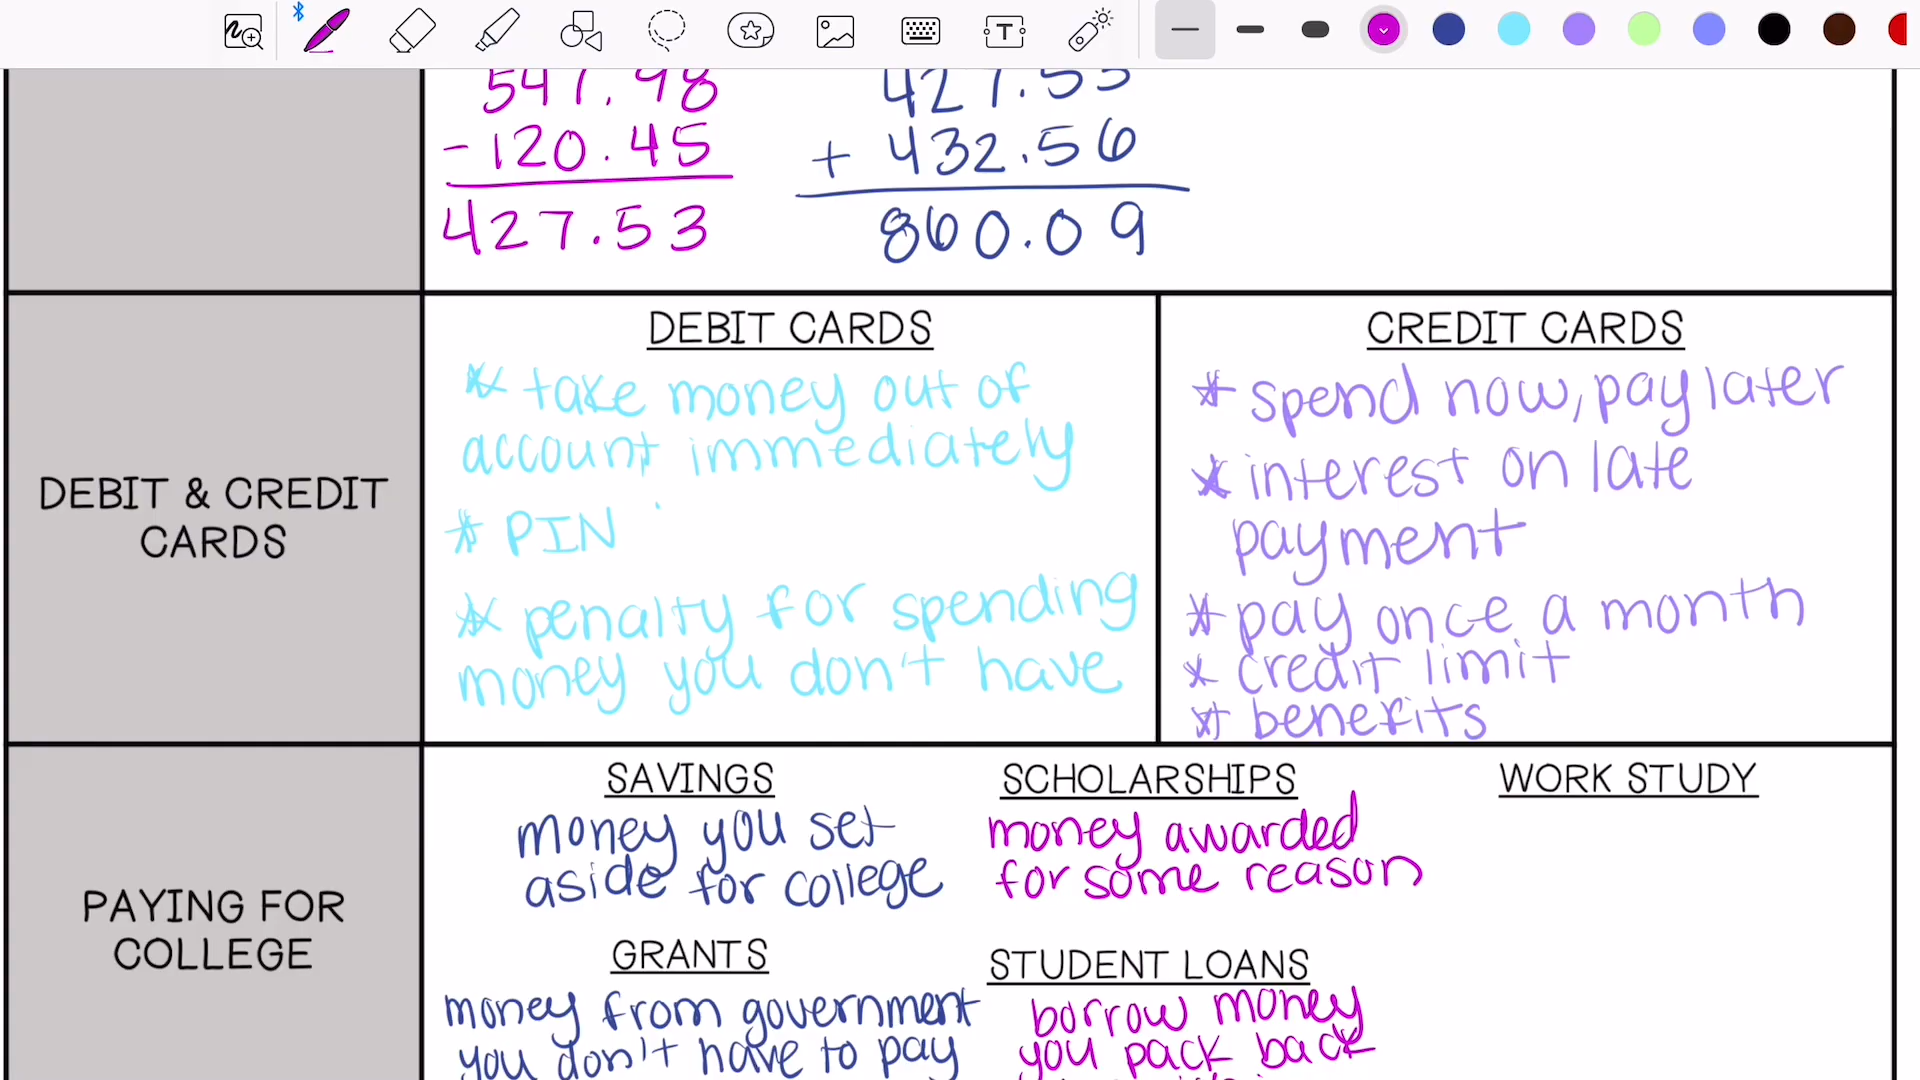 547.98
- 120.45
427.53
427.53
+ 432.56
860.09
DEBIT & CREDIT
CARDS
DEBIT CARDS
* take money out of
account immediately
* PIN
* penalty for spending
money you don't have
CREDIT CARDS
* spend now, pay later
* interest on late
payment
* pay once a month
* credit limit
* benefits
PAYING FOR
COLLEGE
SAVINGS
money you set
aside for college
SCHOLARSHIPS
money awarded
for some reason
WORK STUDY
GRANTS
money from government
you don't have to pay
STUDENT LOANS
borrow money
you pack back